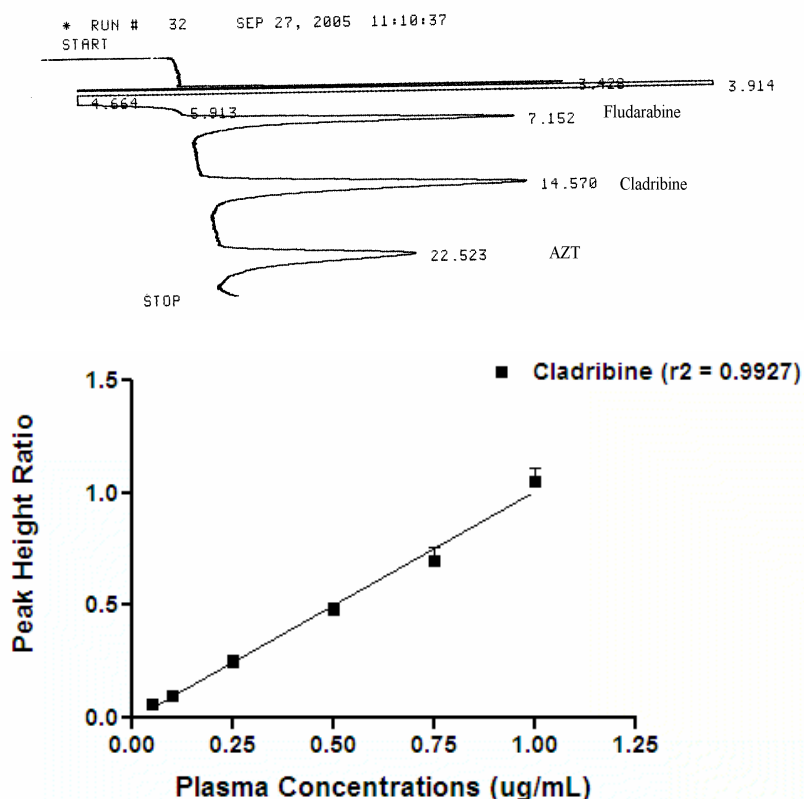 * RUN # 32 SEP 27, 2005 11:10:37
START
3.428
3.914
4.664
5.913
7.152 Fludarabine
14.570 Cladribine
22.523 AZT
STOP
Cladribine (r2 = 0.9927)
Peak Height Ratio
1.5
1.0
0.5
0.0
0.00 0.25 0.50 0.75 1.00 1.25
Plasma Concentrations (ug/mL)